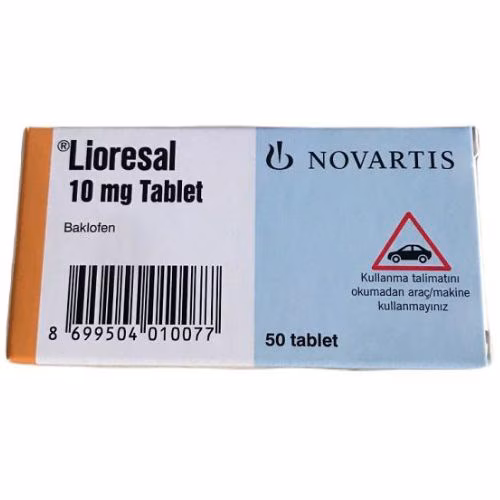 ®Lioresal
10 mg Tablet
Baklofen
8 699504 010077
NOVARTIS
Kullanma talimatını
okumadan araç/makine
kullanmayınız
50 tablet